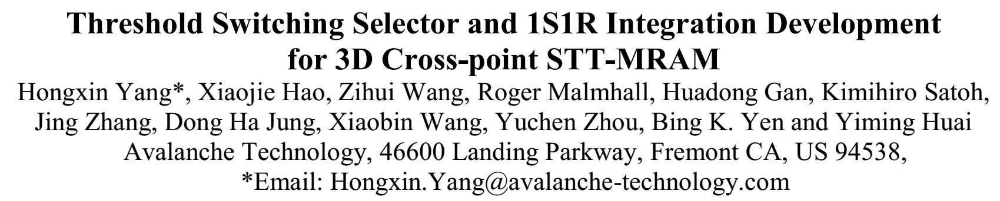 Threshold Switching Selector and 1S1R Integration Development
for 3D Cross-point STT-MRAM
Hongxin Yang*, Xiaojie Hao, Zihui Wang, Roger Malmhall, Huadong Gan, Kimihiro Satoh,
Jing Zhang, Dong Ha Jung, Xiaobin Wang, Yuchen Zhou, Bing K. Yen and Yiming Huai
Avalanche Technology, 46600 Landing Parkway, Fremont CA, US 94538,
*Email: Hongxin.Yang@avalanche-technology.com